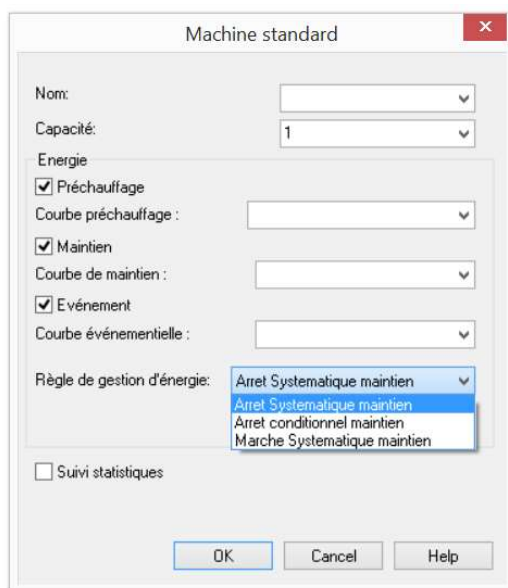 Machine standard
Nom:
Capacité: 1
Energie
Préchauffage
Courbe préchauffage :
Maintien
Courbe de maintien :
Evénement
Courbe événementielle :
Règle de gestion d'énergie: Arret Systematique maintien
Arret Systematique maintien
Arret conditionnel maintien
Marche Systematique maintien
Suivi statistiques
OK Cancel Help